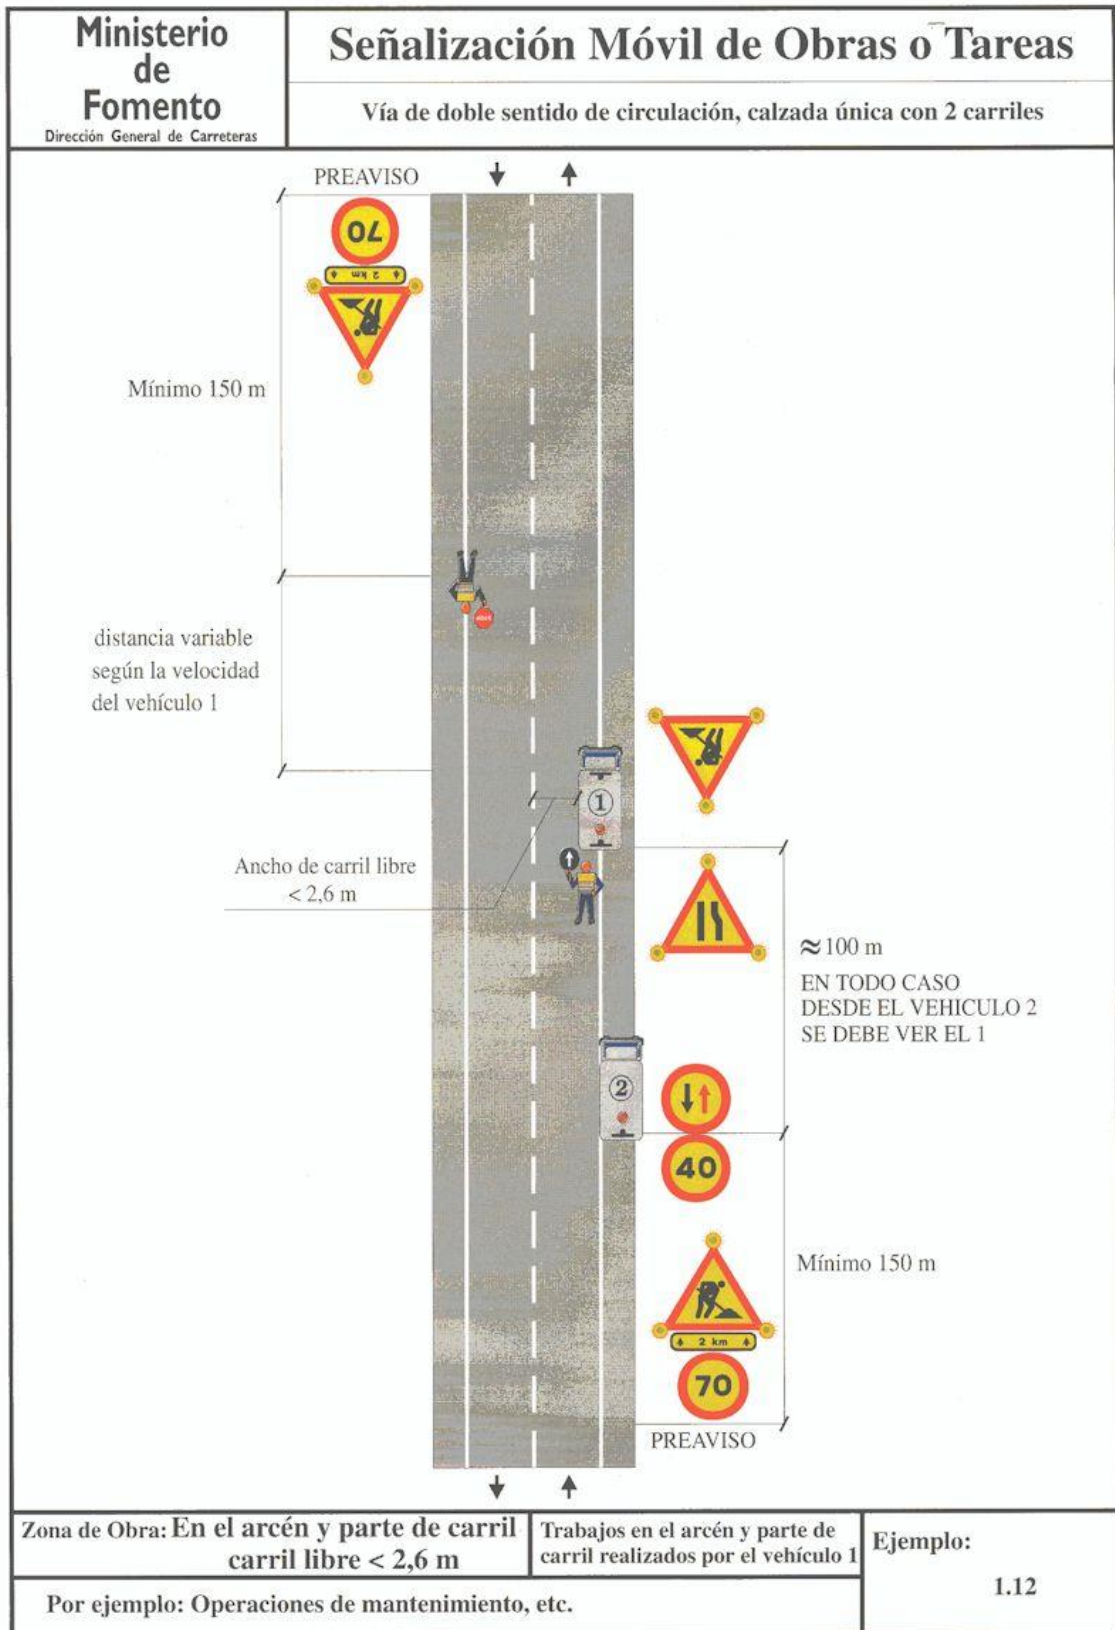 Ministerio
de
Fomento
Dirección General de Carreteras
Señalización Móvil de Obras o Tareas
Vía de doble sentido de circulación, calzada única con 2 carriles
PREAVISO
70
2 km
Mínimo 150 m
distancia variable
según la velocidad
del vehículo 1
1
Ancho de carril libre
< 2,6 m
≈100 m
EN TODO CASO
DESDE EL VEHICULO 2
SE DEBE VER EL 1
2
40
Mínimo 150 m
2 km
70
PREAVISO
Zona de Obra: En el arcén y parte de carril
carril libre < 2,6 m
Trabajos en el arcén y parte de
carril realizados por el vehículo 1
Ejemplo:
1.12
Por ejemplo: Operaciones de mantenimiento, etc.